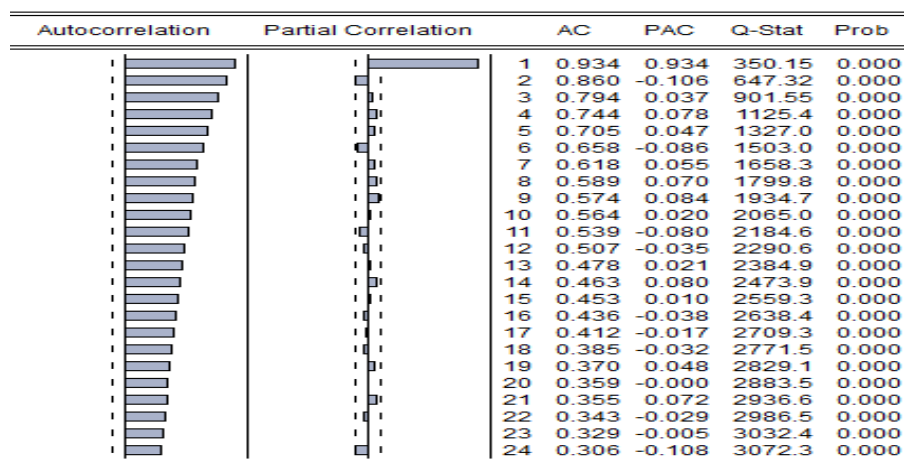 Autocorrelation Partial Correlation AC PAC Q-Stat Prob
1 0.934 0.934 350.15 0.000
2 0.860 -0.106 647.32 0.000
3 0.794 0.037 901.55 0.000
4 0.744 0.078 1125.4 0.000
5 0.705 0.047 1327.0 0.000
6 0.658 -0.086 1503.0 0.000
7 0.618 0.055 1658.3 0.000
8 0.589 0.070 1799.8 0.000
9 0.574 0.084 1934.7 0.000
10 0.564 0.020 2065.0 0.000
11 0.539 -0.080 2184.6 0.000
12 0.507 -0.035 2290.6 0.000
13 0.478 0.021 2384.9 0.000
14 0.463 0.080 2473.9 0.000
15 0.453 0.010 2559.3 0.000
16 0.436 -0.038 2638.4 0.000
17 0.412 -0.017 2709.3 0.000
18 0.385 -0.032 2771.5 0.000
19 0.370 0.048 2829.1 0.000
20 0.359 -0.000 2883.5 0.000
21 0.355 0.072 2936.6 0.000
22 0.343 -0.029 2986.5 0.000
23 0.329 -0.005 3032.4 0.000
24 0.306 -0.108 3072.3 0.000